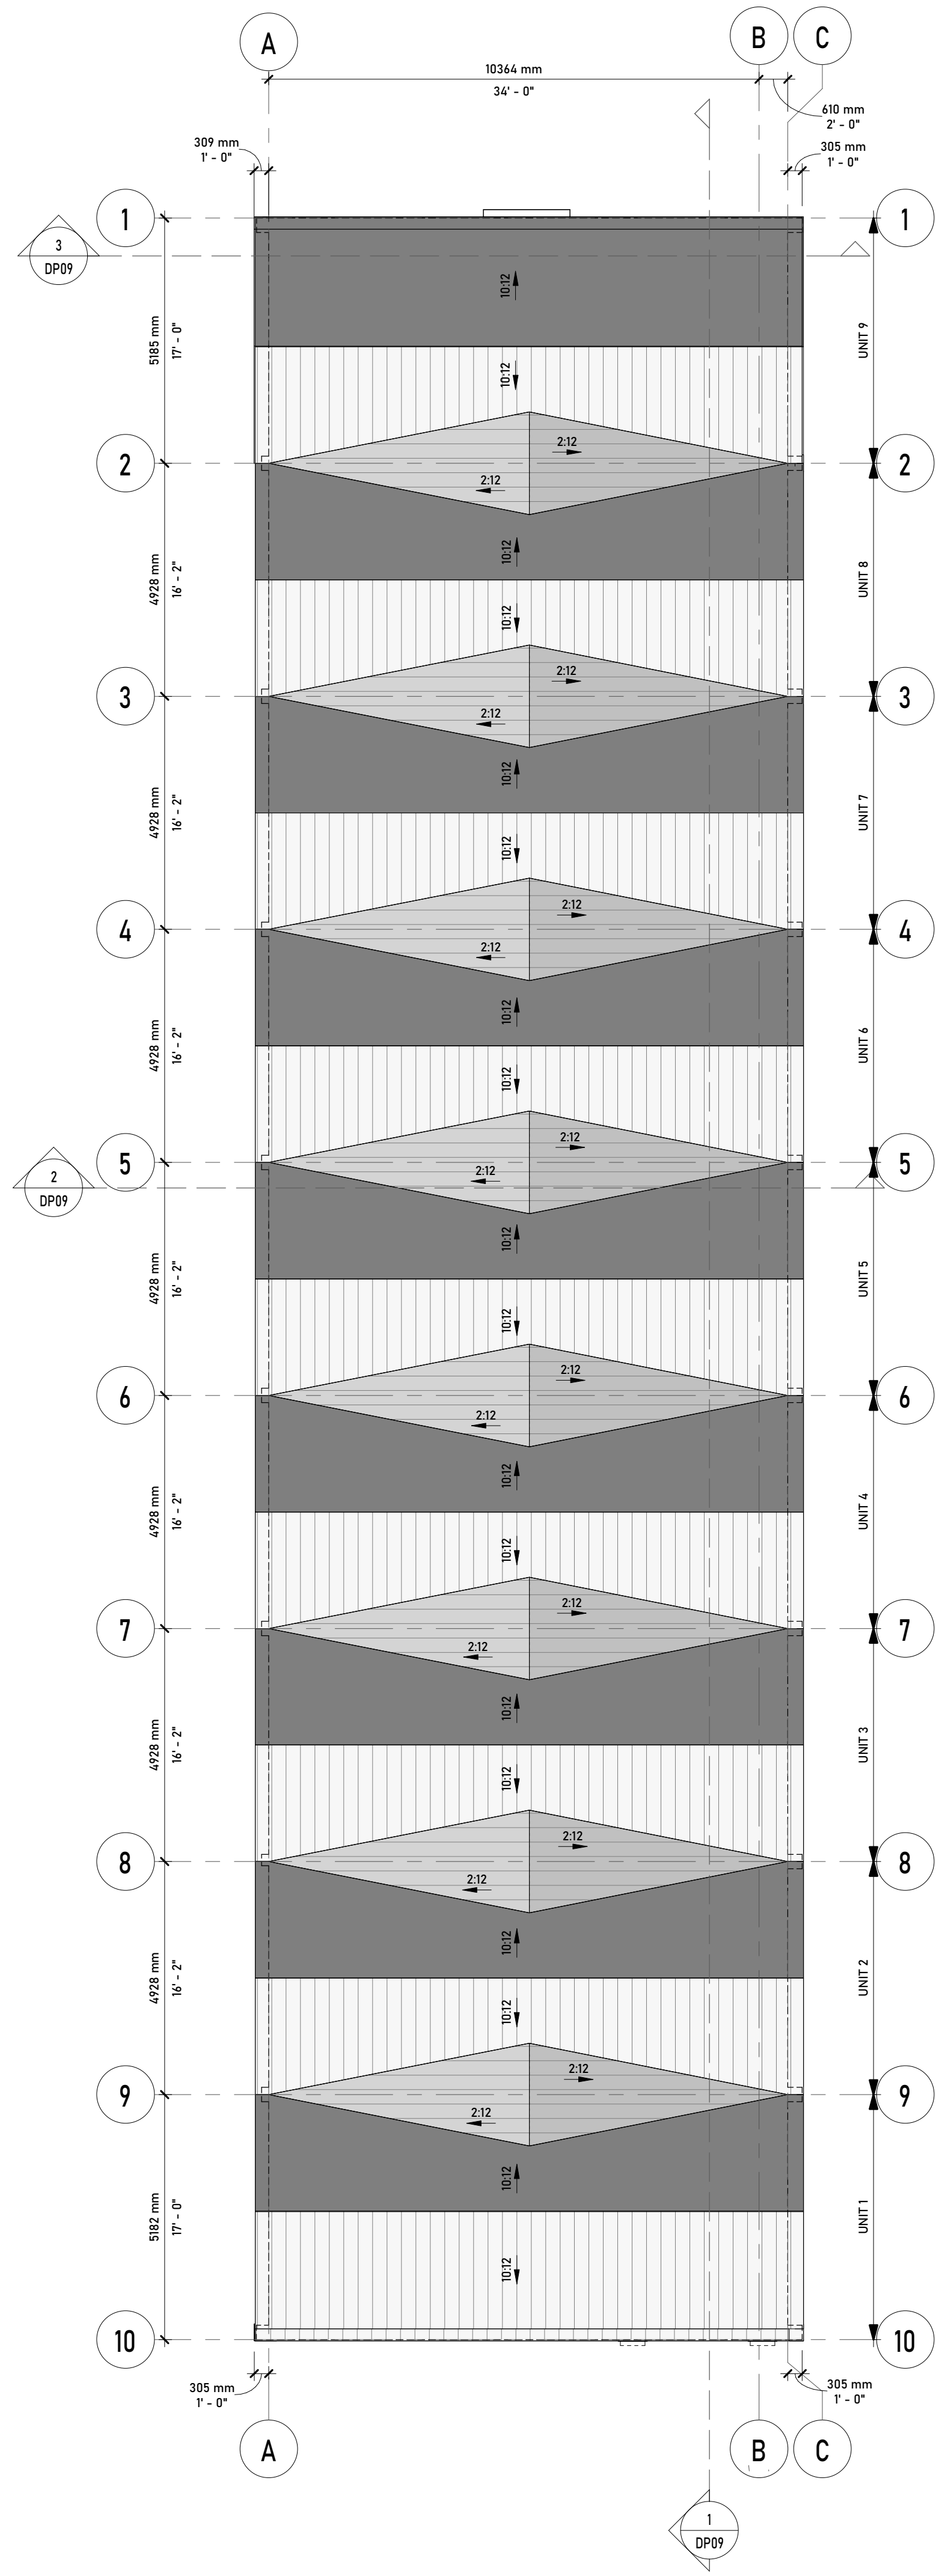 A
B
C
10364 mm
34' - 0"
610 mm
2' - 0"
309 mm
1' - 0"
305 mm
1' - 0"
1
1
3
DP09
10:12
5185 mm
17' - 0"
UNIT 9
10:12
2:12
2
2
2:12
10:12
4928 mm
16' - 2"
UNIT 8
10:12
2:12
3
3
2:12
10:12
4928 mm
16' - 2"
UNIT 7
10:12
2:12
4
4
2:12
10:12
4928 mm
16' - 2"
UNIT 6
10:12
2:12
5
5
2:12
2
DP09
10:12
4928 mm
16' - 2"
UNIT 5
10:12
2:12
6
6
2:12
10:12
4928 mm
16' - 2"
UNIT 4
10:12
2:12
7
7
2:12
10:12
4928 mm
16' - 2"
UNIT 3
10:12
2:12
8
8
2:12
10:12
4928 mm
16' - 2"
UNIT 2
10:12
2:12
9
9
2:12
10:12
5182 mm
17' - 0"
UNIT 1
10:12
10
10
305 mm
1' - 0"
305 mm
1' - 0"
A
B
C
1
DP09